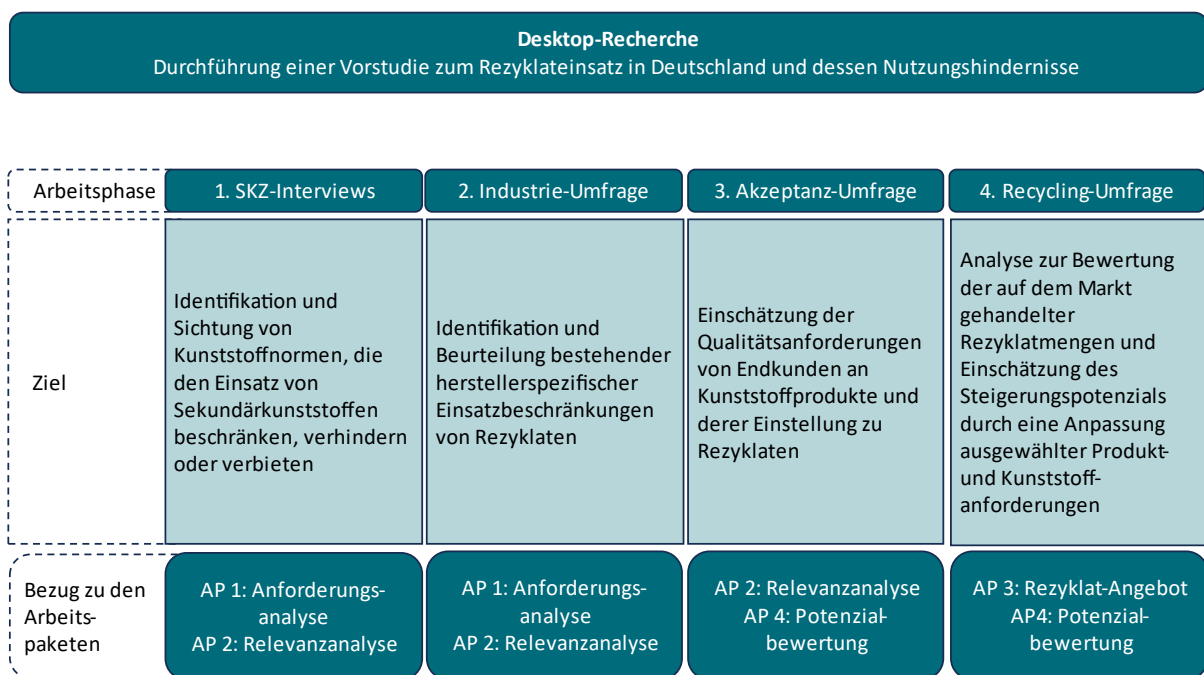 Desktop-Recherche
Durchführung einer Vorstudie zum Rezyklateinsatz in Deutschland und dessen Nutzungshindernisse
Arbeitsphase
1. SKZ-Interviews
2. Industrie-Umfrage
3. Akzeptanz-Umfrage
4. Recycling-Umfrage
Ziel
Identifikation und
Sichtung von
Kunststoffnormen, die
den Einsatz von
Sekundärkunststoffen
beschränken, verhindern
oder verbieten
Identifikation und
Beurteilung bestehender
herstellerspezifischer
Einsatzbeschränkungen
von Rezyklaten
Einschätzung der
Qualitätsanforderungen
von Endkunden an
Kunststoffprodukte und
derer Einstellung zu
Rezyklaten
Analyse zur Bewertung
der auf dem Markt
gehandelter
Rezyklatmengen und
Einschätzung des
Steigerungspotenzials
durch eine Anpassung
ausgewählter Produkt-
und Kunststoff-
anforderungen
Bezug zu den
Arbeits-
paketen
AP 1: Anforderungs-
analyse
AP 2: Relevanzanalyse
AP 1: Anforderungs-
analyse
AP 2: Relevanzanalyse
AP 2: Relevanzanalyse
AP 4: Potenzial-
bewertung
AP 3: Rezyklat-Angebot
AP4: Potenzial-
bewertung